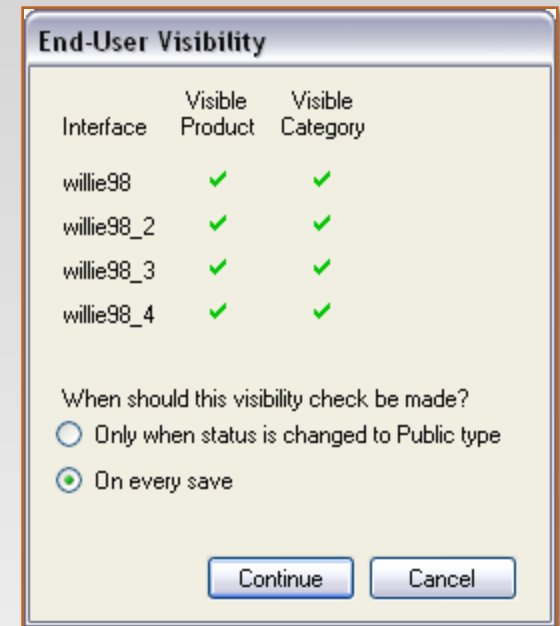 End-User Visibility
Visible Visible
Interface Product Category
willie98
willie98_2
willie98_3
willie98_4
When should this visibility check be made?
Only when status is changed to Public type
On every save
Continue Cancel